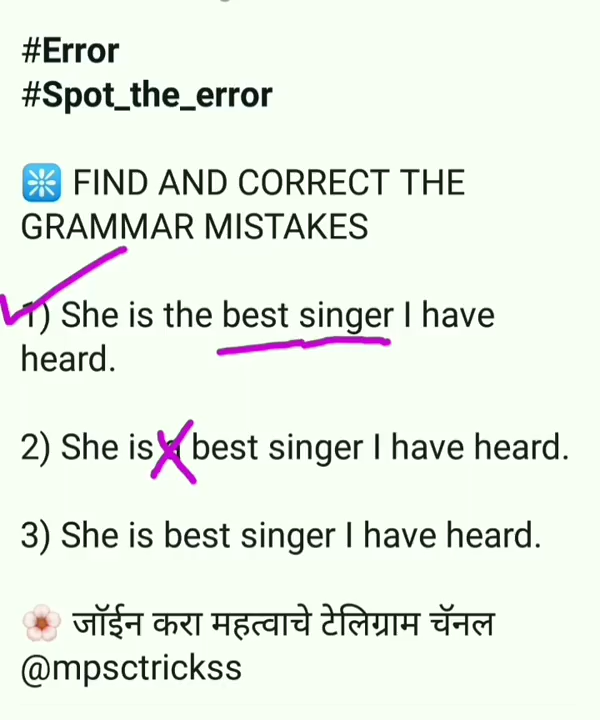 #Error
#Spot_the_error
FIND AND CORRECT THE
GRAMMAR MISTAKES
1) She is the best singer I have
heard.
2) She is a best singer I have heard.
3) She is best singer I have heard.
जॉईन करा महत्वाचे टेलिग्राम चॅनल
@mpsctrickss